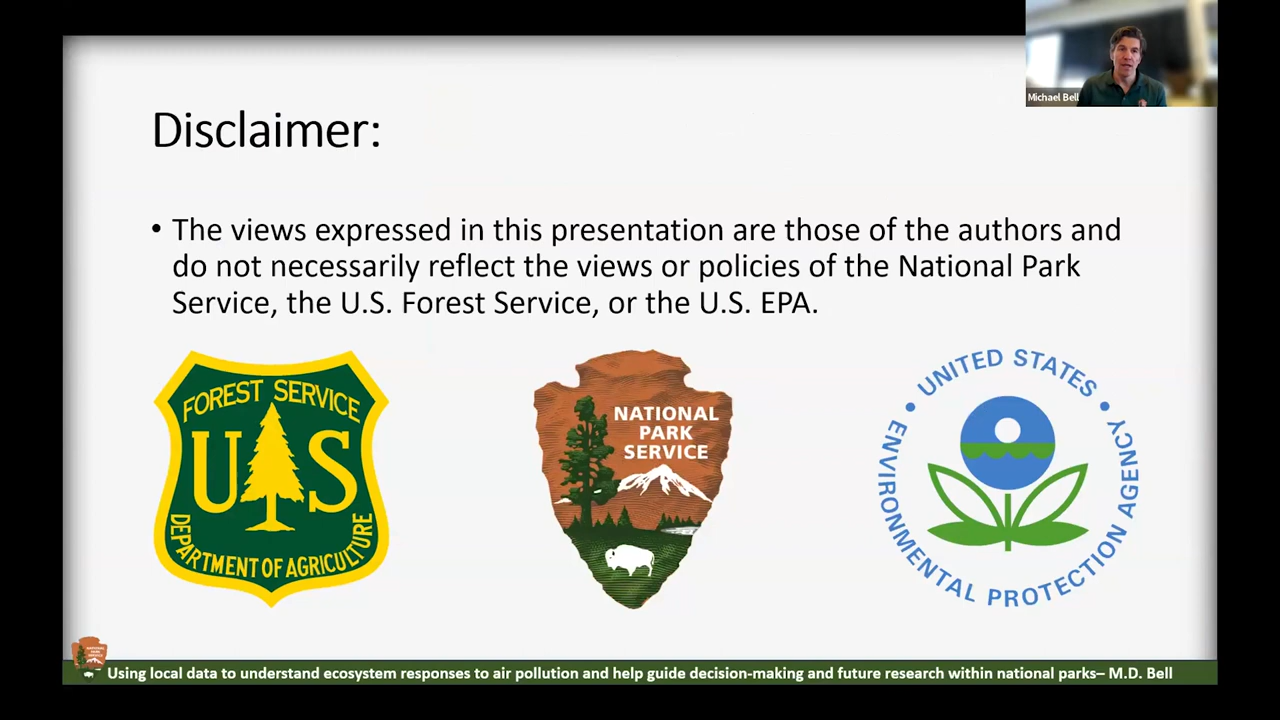 Michael Bell
Disclaimer:
• The views expressed in this presentation are those of the authors and
do not necessarily reflect the views or policies of the National Park
Service, the U.S. Forest Service, or the U.S. EPA.
FOREST SERVICE
U S
DEPARTMENT OF AGRICULTURE
NATIONAL
PARK
SERVICE
UNITED STATES
• ENVIRONMENTAL PROTECTION AGENCY •
NATIONAL
PARK
SERVICE
Using local data to understand ecosystem responses to air pollution and help guide decision-making and future research within national parks– M.D. Bell